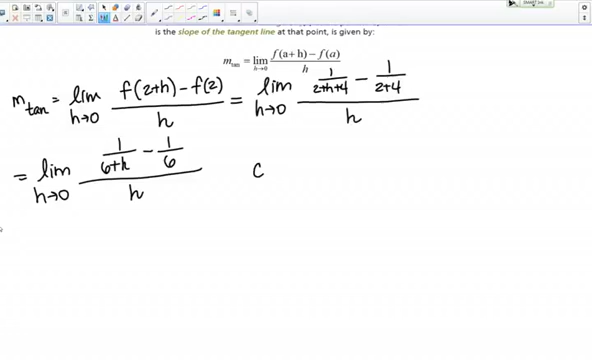 is the slope of the tangent line at that point, is given by:
m_tan = lim_{h→0} (f(a+h) − f(a))/h
m_tan = lim_{h→0} (f(2+h) − f(2))/h = lim_{h→0} (1/(2+h+4) − 1/(2+4))/h
= lim_{h→0} (1/(6+h) − 1/6)/h C